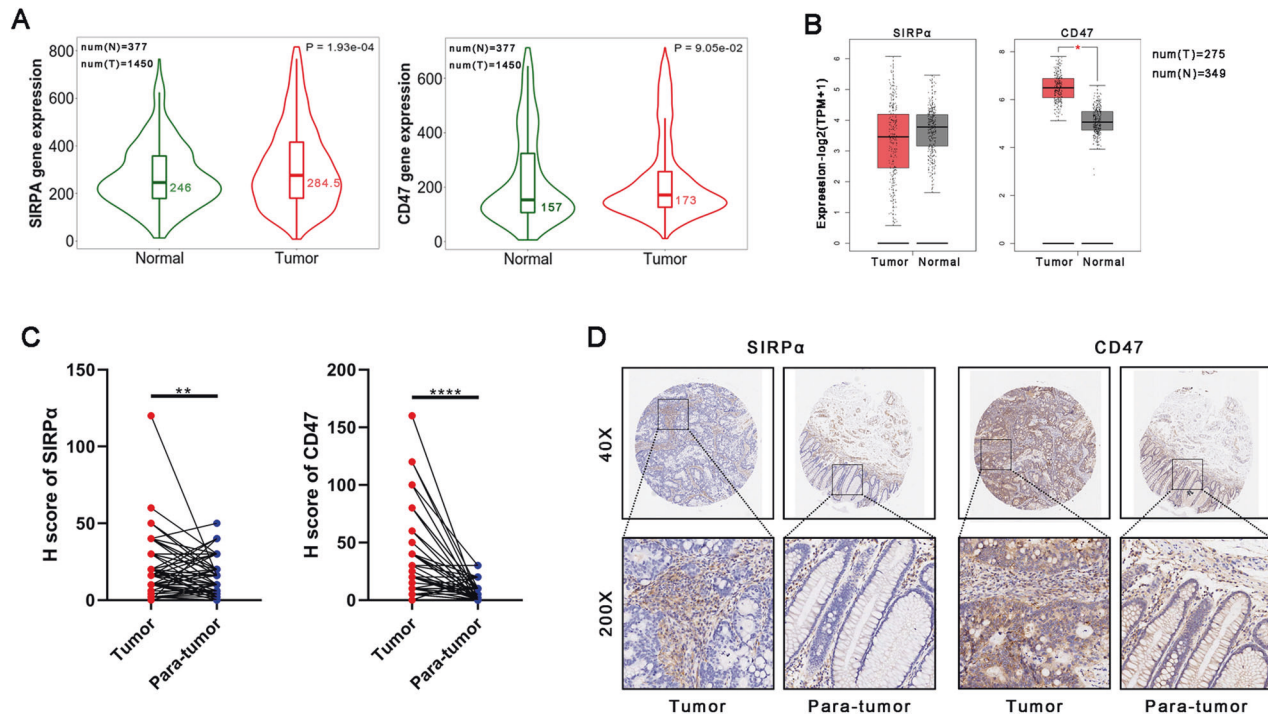 A
SIRPA gene expression
800
600
400
200
0
num(N)=377
num(T)=1450
P = 1.93e-04
246
284.5
Normal
Tumor
CD47 gene expression
600
400
200
0
num(N)=377
num(T)=1450
P = 9.05e-02
157
173
Normal
Tumor
B
SIRPα
CD47
Expression-log2(TPM+1)
6
5
4
3
2
1
0
8
6
4
2
0
*
num(T)=275
num(N)=349
Tumor Normal
Tumor Normal
C
H score of SIRPα
150
100
50
0
**
Tumor
Para-tumor
H score of CD47
200
150
100
50
0
****
Tumor
Para-tumor
D
SIRPα
CD47
40X
200X
Tumor
Para-tumor
Tumor
Para-tumor